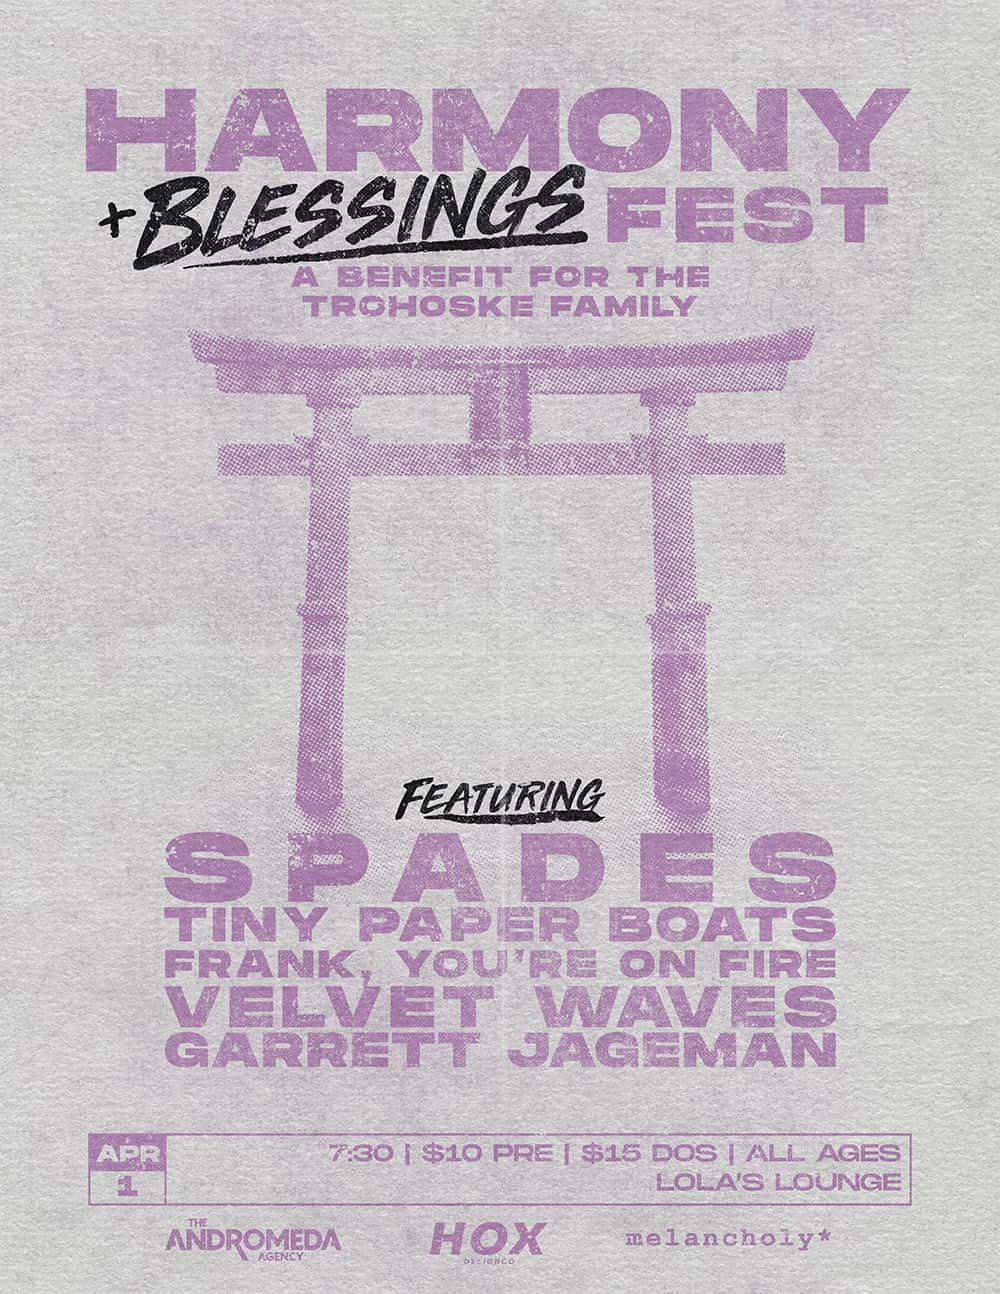 HARMONY
+ BLESSINGS FEST
A BENEFIT FOR THE
TROHOSKE FAMILY
FEATURING
SPADES
TINY PAPER BOATS
FRANK, YOU'RE ON FIRE
VELVET WAVES
GARRETT JAGEMAN
APR
1
7:30 | $10 PRE | $15 DOS | ALL AGES
LOLA'S LOUNGE
THE
ANDROMEDA
AGENCY
HOX
DESIGNCO
melancholy*